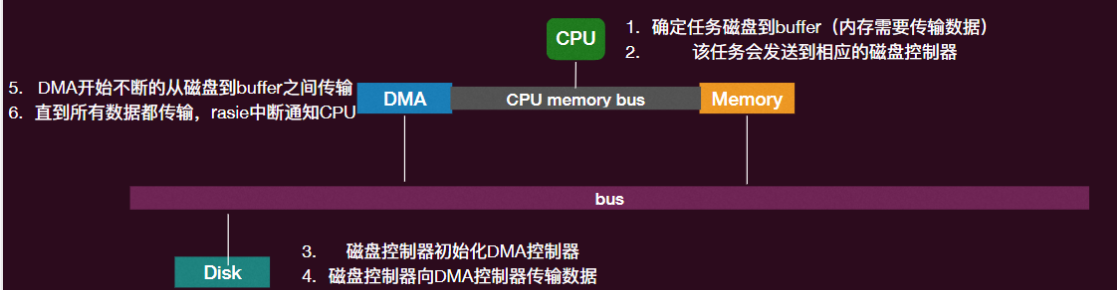 CPU
1. 确定任务磁盘到buffer（内存需要传输数据）
2. 该任务会发送到相应的磁盘控制器
5. DMA开始不断的从磁盘到buffer之间传输
6. 直到所有数据都传输，rasie中断通知CPU
DMA
CPU memory bus
Memory
bus
Disk
3. 磁盘控制器初始化DMA控制器
4. 磁盘控制器向DMA控制器传输数据